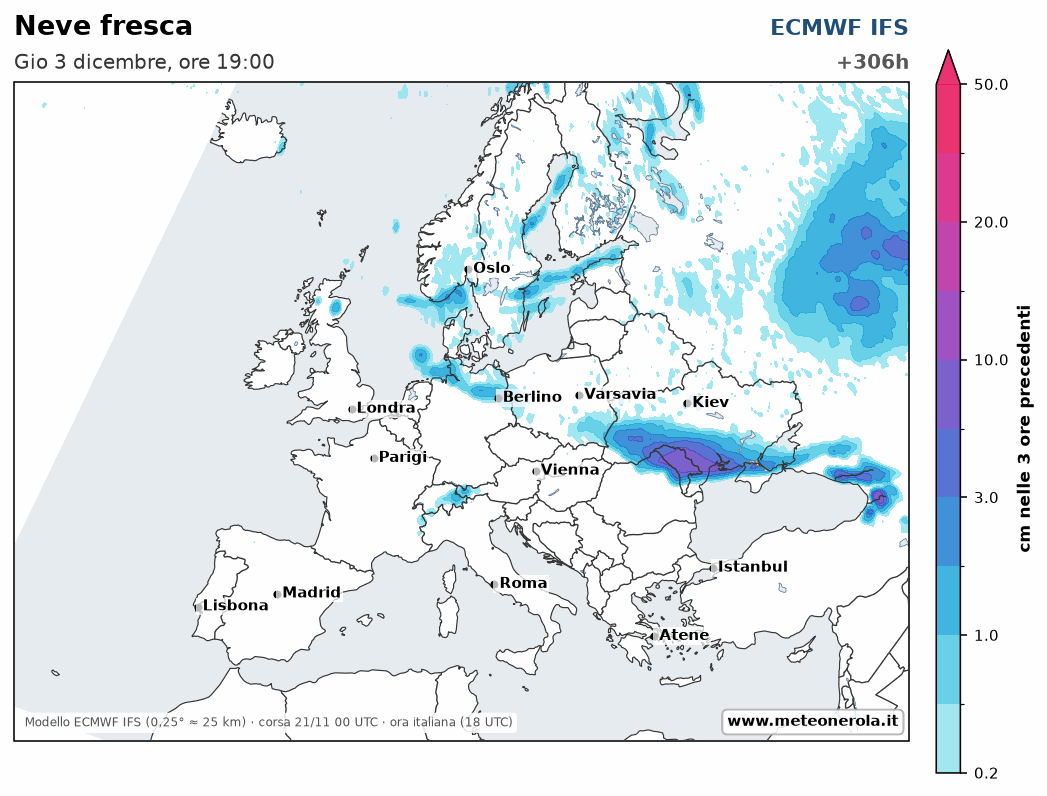 Neve fresca
ECMWF IFS
Gio 3 dicembre, ore 19:00
+306h
50.0
20.0
10.0
3.0
1.0
0.2
cm nelle 3 ore precedenti
Oslo
Berlino
Varsavia
Kiev
Londra
Parigi
Vienna
Istanbul
Roma
Madrid
Lisbona
Atene
Modello ECMWF IFS (0,25° ≈ 25 km) · corsa 21/11 00 UTC · ora italiana (18 UTC)
www.meteonerola.it